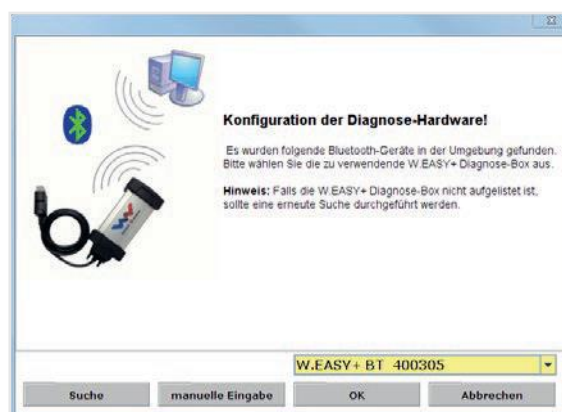 Konfiguration der Diagnose-Hardware!
Es wurden folgende Bluetooth-Geräte in der Umgebung gefunden.
Bitte wählen Sie die zu verwendende W.EASY+ Diagnose-Box aus.
Hinweis: Falls die W.EASY+ Diagnose-Box nicht aufgelistet ist,
sollte eine erneute Suche durchgeführt werden.
W.EASY+ BT 400305
Suche
manuelle Eingabe
OK
Abbrechen